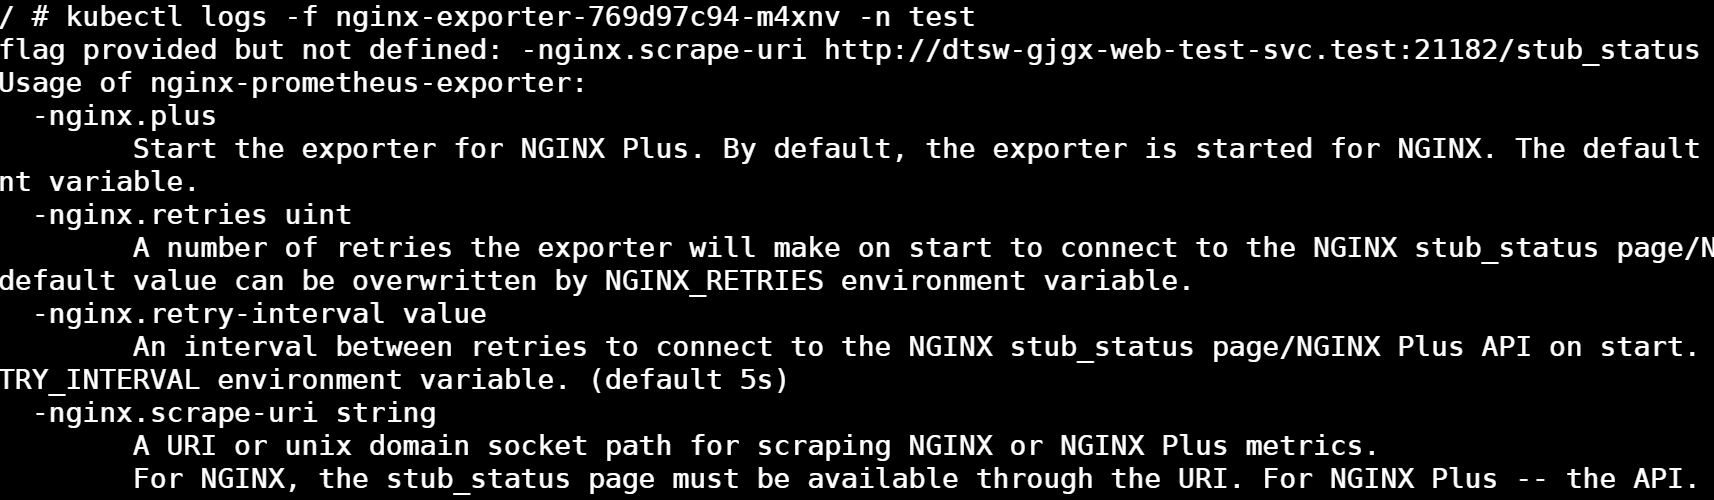 / # kubectl logs -f nginx-exporter-769d97c94-m4xnv -n test
flag provided but not defined: -nginx.scrape-uri http://dtsw-gjgx-web-test-svc.test:21182/stub_status
Usage of nginx-prometheus-exporter:
  -nginx.plus
        Start the exporter for NGINX Plus. By default, the exporter is started for NGINX. The default
nt variable.
  -nginx.retries uint
        A number of retries the exporter will make on start to connect to the NGINX stub_status page/N
default value can be overwritten by NGINX_RETRIES environment variable.
  -nginx.retry-interval value
        An interval between retries to connect to the NGINX stub_status page/NGINX Plus API on start.
TRY_INTERVAL environment variable. (default 5s)
  -nginx.scrape-uri string
        A URI or unix domain socket path for scraping NGINX or NGINX Plus metrics.
        For NGINX, the stub_status page must be available through the URI. For NGINX Plus -- the API.